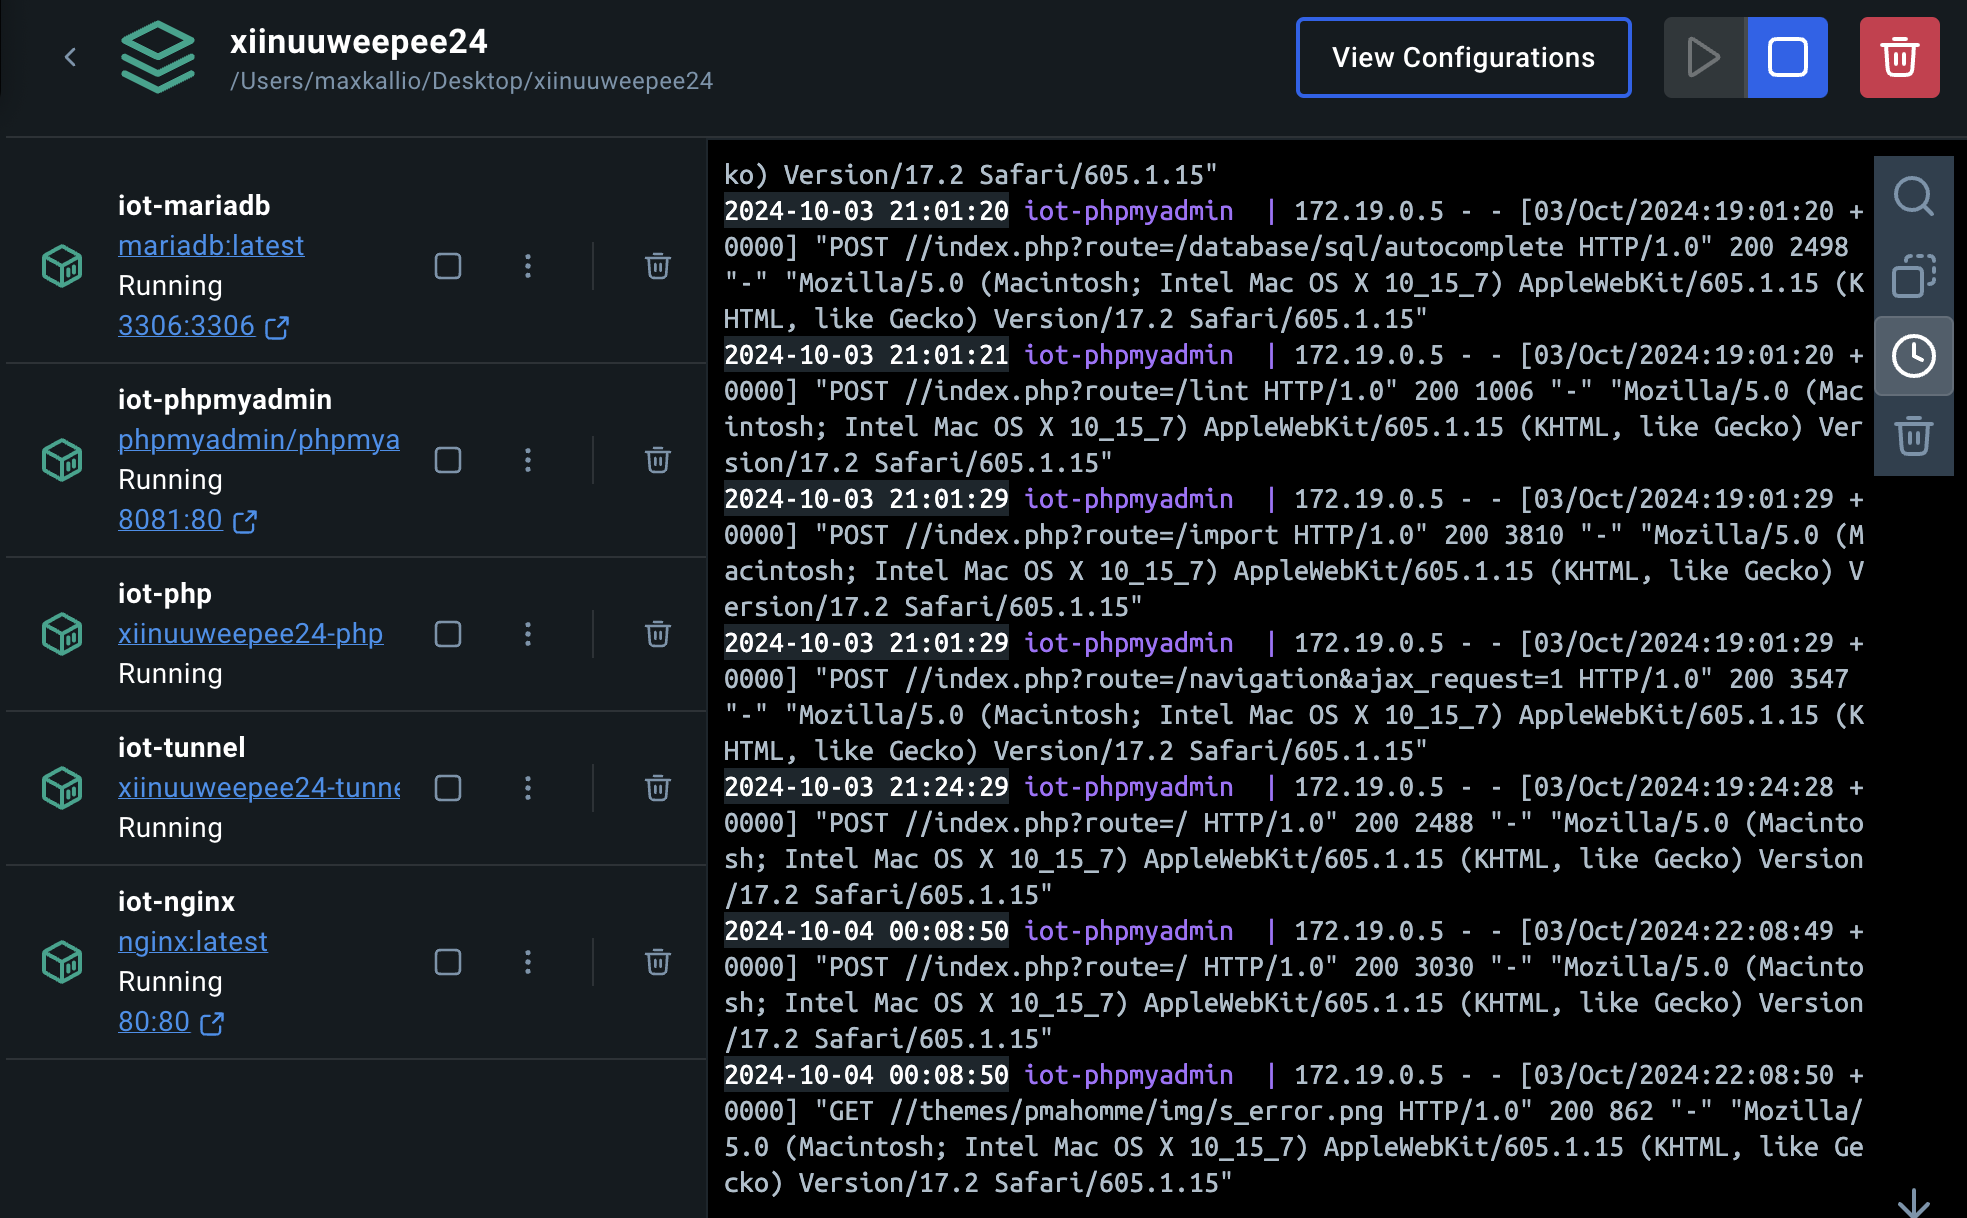 xiinuuweepee24
/Users/maxkallio/Desktop/xiinuuweepee24
View Configurations
iot-mariadb
mariadb:latest
Running
3306:3306
iot-phpmyadmin
phpmyadmin/phpmya
Running
8081:80
iot-php
xiinuuweepee24-php
Running
iot-tunnel
xiinuuweepee24-tunne
Running
iot-nginx
nginx:latest
Running
80:80
ko) Version/17.2 Safari/605.1.15"
2024-10-03 21:01:20 iot-phpmyadmin | 172.19.0.5 - - [03/Oct/2024:19:01:20 +
0000] "POST //index.php?route=/database/sql/autocomplete HTTP/1.0" 200 2498
"-" "Mozilla/5.0 (Macintosh; Intel Mac OS X 10_15_7) AppleWebKit/605.1.15 (K
HTML, like Gecko) Version/17.2 Safari/605.1.15"
2024-10-03 21:01:21 iot-phpmyadmin | 172.19.0.5 - - [03/Oct/2024:19:01:20 +
0000] "POST //index.php?route=/lint HTTP/1.0" 200 1006 "-" "Mozilla/5.0 (Mac
intosh; Intel Mac OS X 10_15_7) AppleWebKit/605.1.15 (KHTML, like Gecko) Ver
sion/17.2 Safari/605.1.15"
2024-10-03 21:01:29 iot-phpmyadmin | 172.19.0.5 - - [03/Oct/2024:19:01:29 +
0000] "POST //index.php?route=/import HTTP/1.0" 200 3810 "-" "Mozilla/5.0 (M
acintosh; Intel Mac OS X 10_15_7) AppleWebKit/605.1.15 (KHTML, like Gecko) V
ersion/17.2 Safari/605.1.15"
2024-10-03 21:01:29 iot-phpmyadmin | 172.19.0.5 - - [03/Oct/2024:19:01:29 +
0000] "POST //index.php?route=/navigation&ajax_request=1 HTTP/1.0" 200 3547
"-" "Mozilla/5.0 (Macintosh; Intel Mac OS X 10_15_7) AppleWebKit/605.1.15 (K
HTML, like Gecko) Version/17.2 Safari/605.1.15"
2024-10-03 21:24:29 iot-phpmyadmin | 172.19.0.5 - - [03/Oct/2024:19:24:28 +
0000] "POST //index.php?route=/ HTTP/1.0" 200 2488 "-" "Mozilla/5.0 (Macinto
sh; Intel Mac OS X 10_15_7) AppleWebKit/605.1.15 (KHTML, like Gecko) Version
/17.2 Safari/605.1.15"
2024-10-04 00:08:50 iot-phpmyadmin | 172.19.0.5 - - [03/Oct/2024:22:08:49 +
0000] "POST //index.php?route=/ HTTP/1.0" 200 3030 "-" "Mozilla/5.0 (Macinto
sh; Intel Mac OS X 10_15_7) AppleWebKit/605.1.15 (KHTML, like Gecko) Version
/17.2 Safari/605.1.15"
2024-10-04 00:08:50 iot-phpmyadmin | 172.19.0.5 - - [03/Oct/2024:22:08:50 +
0000] "GET //themes/pmahomme/img/s_error.png HTTP/1.0" 200 862 "-" "Mozilla/
5.0 (Macintosh; Intel Mac OS X 10_15_7) AppleWebKit/605.1.15 (KHTML, like Ge
cko) Version/17.2 Safari/605.1.15"